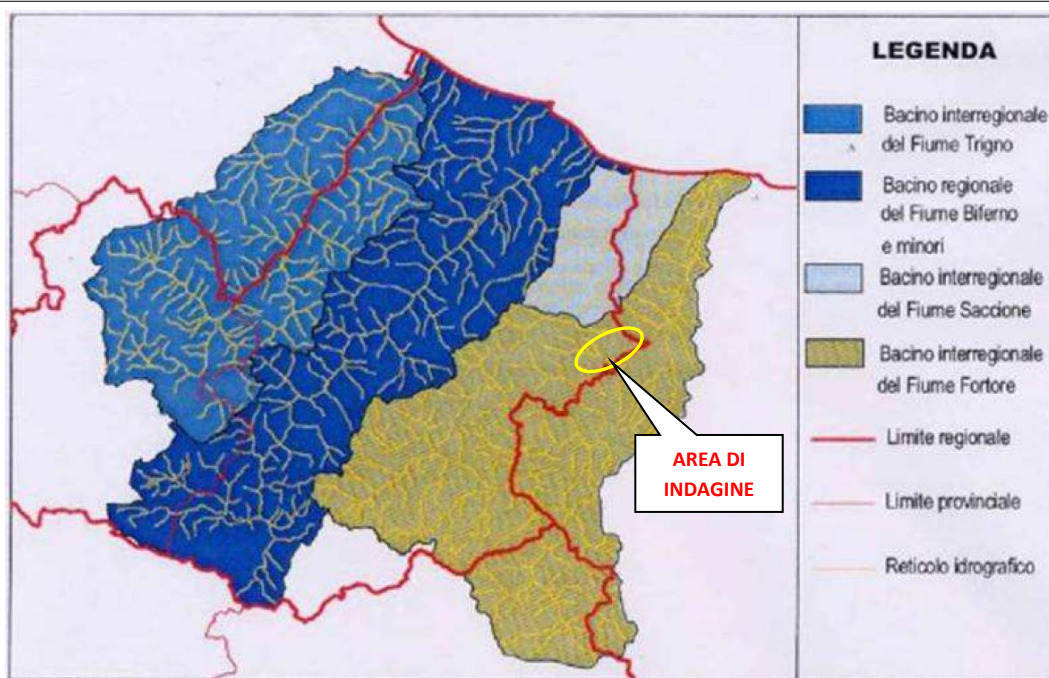 LEGENDA
Bacino interregionale
del Fiume Trigno
Bacino regionale
del Fiume Biferno
e minori
Bacino interregionale
del Fiume Saccione
Bacino interregionale
del Fiume Fortore
Limite regionale
Limite provinciale
Reticolo idrografico
AREA DI
INDAGINE